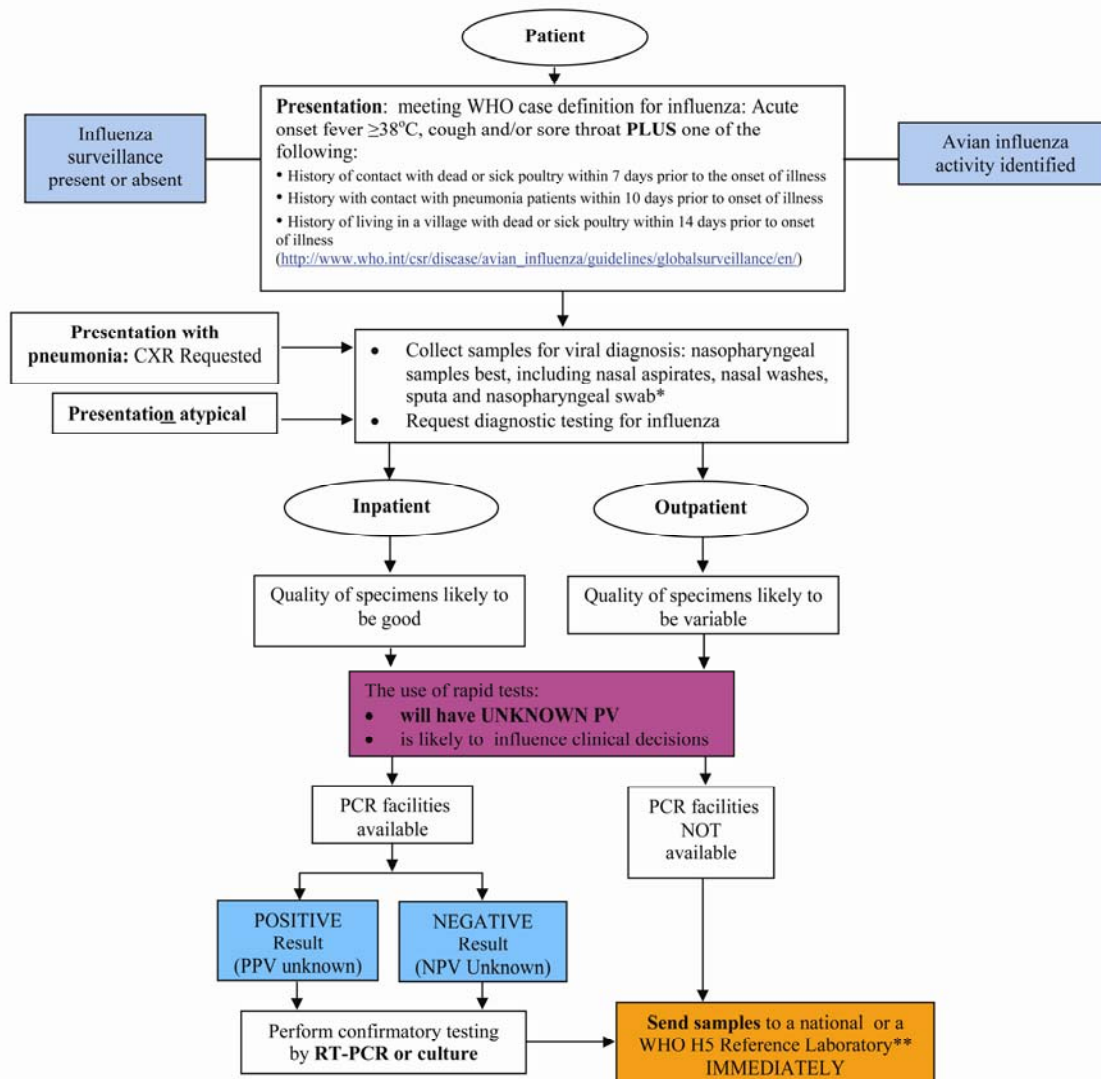 Patient
Presentation: meeting WHO case definition for influenza: Acute
onset fever ≥38°C, cough and/or sore throat PLUS one of the
following:
• History of contact with dead or sick poultry within 7 days prior to the onset of illness
• History with contact with pneumonia patients within 10 days prior to onset of illness
• History of living in a village with dead or sick poultry within 14 days prior to onset
of illness
(http://www.who.int/csr/disease/avian_influenza/guidelines/globalsurveillance/en/)
Influenza
surveillance
present or absent
Avian influenza
activity identified
Presentation with
pneumonia: CXR Requested
Presentation atypical
• Collect samples for viral diagnosis: nasopharyngeal
samples best, including nasal aspirates, nasal washes,
sputa and nasopharyngeal swab*
• Request diagnostic testing for influenza
Inpatient
Outpatient
Quality of specimens likely to
be good
Quality of specimens likely to
be variable
The use of rapid tests:
• will have UNKNOWN PV
• is likely to influence clinical decisions
PCR facilities
available
PCR facilities
NOT
available
POSITIVE
Result
(PPV unknown)
NEGATIVE
Result
(NPV Unknown)
Perform confirmatory testing
by RT-PCR or culture
Send samples to a national or a
WHO H5 Reference Laboratory**
IMMEDIATELY